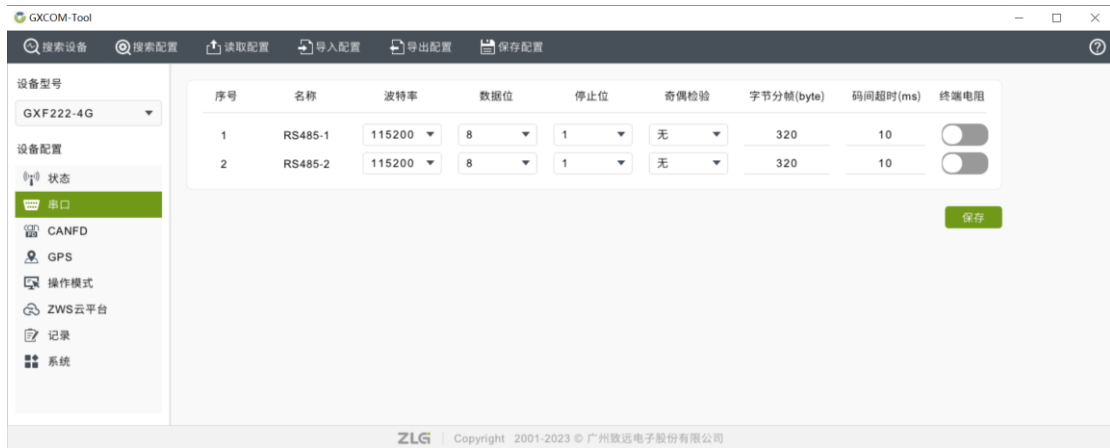 GXCOM-Tool
搜索设备 搜索配置 读取配置 导入配置 导出配置 保存配置
设备型号
GXF222-4G
设备配置
状态
串口
CANFD
GPS
操作模式
ZWS云平台
记录
系统
序号 名称 波特率 数据位 停止位 奇偶检验 字节分帧(byte) 码间超时(ms) 终端电阻
1 RS485-1 115200 8 1 无 320 10
2 RS485-2 115200 8 1 无 320 10
保存
ZLG Copyright 2001-2023 © 广州致远电子股份有限公司